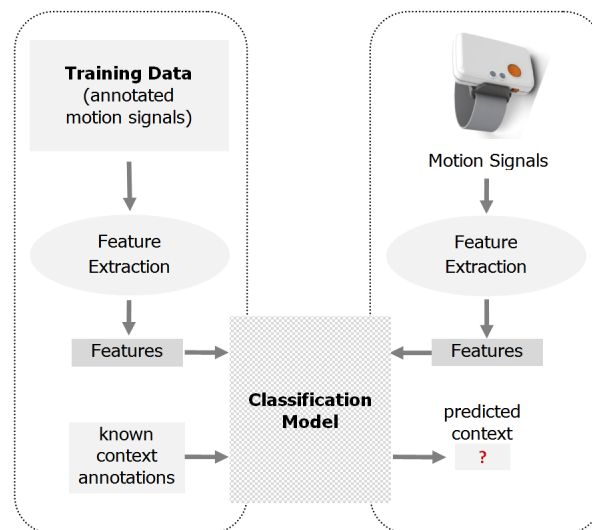 Training Data
(annotated
motion signals)
Feature
Extraction
Features
known
context
annotations
Classification
Model
Motion Signals
Feature
Extraction
Features
predicted
context
?